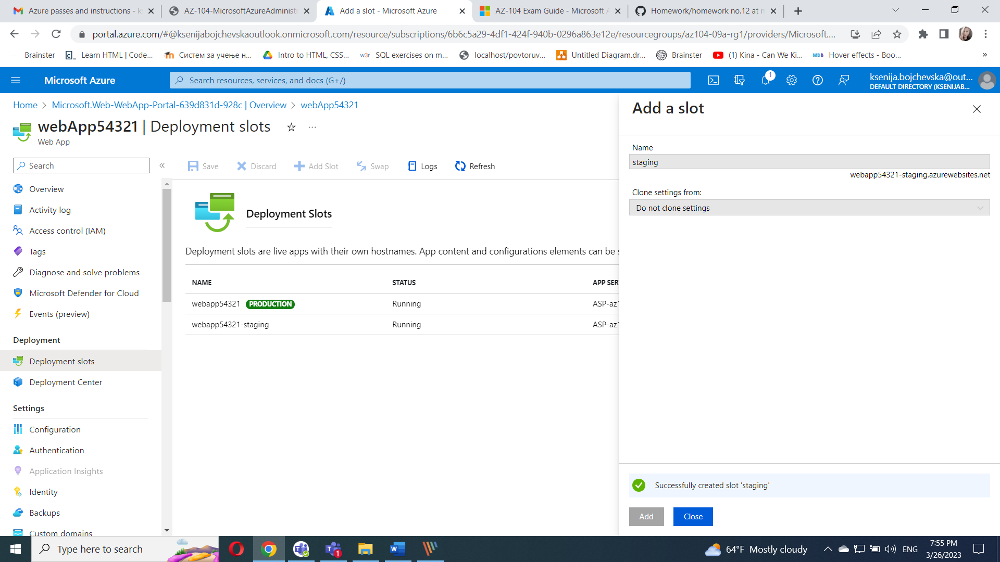 Azure passes and instructions - k
AZ-104-MicrosoftAzureAdministr
Add a slot - Microsoft Azure
AZ-104 Exam Guide - Microsoft A
Homework/homework no.12 at m
portal.azure.com/#@ksenijabojchevskaoutlook.onmicrosoft.com/resource/subscriptions/6b6c5a29-4df1-424f-940b-0296a863e12e/resourcegroups/az104-09a-rg1/providers/Microsoft....
Brainster
Learn HTML | Code...
Систем за учење н...
Intro to HTML, CSS...
SQL exercises on m...
localhost/povtoruv...
Untitled Diagram.dr...
Brainster
(1) Kina - Can We Ki...
Hover effects - Boo...
Microsoft Azure
Search resources, services, and docs (G+/)
1
ksenija.bojchevska@out...
DEFAULT DIRECTORY (KSENIJAB...
Home > Microsoft.Web-WebApp-Portal-639d831d-928c | Overview > webApp54321
webApp54321 | Deployment slots
Web App
Search
Overview
Activity log
Access control (IAM)
Tags
Diagnose and solve problems
Microsoft Defender for Cloud
Events (preview)
Deployment
Deployment slots
Deployment Center
Settings
Configuration
Authentication
Application Insights
Identity
Backups
Custom domains
Save
Discard
Add Slot
Swap
Logs
Refresh
Deployment Slots
Deployment slots are live apps with their own hostnames. App content and configurations elements can be s
NAME STATUS APP SER
webapp54321 PRODUCTION Running ASP-az1
webapp54321-staging Running ASP-az1
Add a slot
Name
staging
webapp54321-staging.azurewebsites.net
Clone settings from:
Do not clone settings
Successfully created slot 'staging'
Add
Close
Type here to search
1
64°F Mostly cloudy
ENG
7:55 PM
3/26/2023